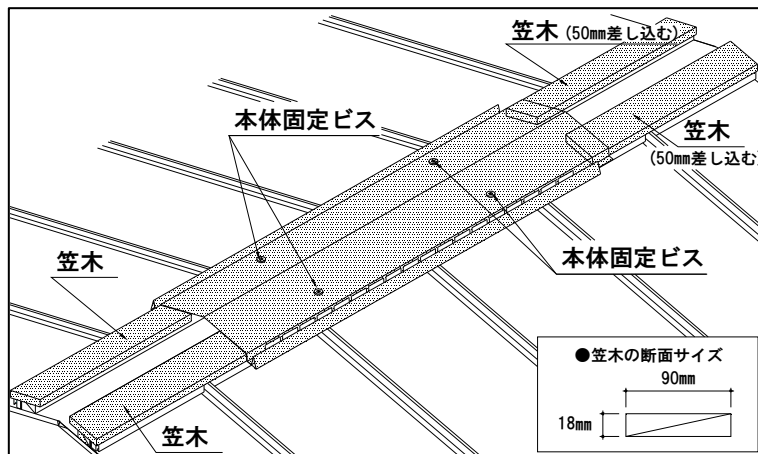 笠木 (50mm差し込む)
本体固定ビス
笠木
(50mm差し込む)
本体固定ビス
笠木
笠木
●笠木の断面サイズ
90mm
18mm